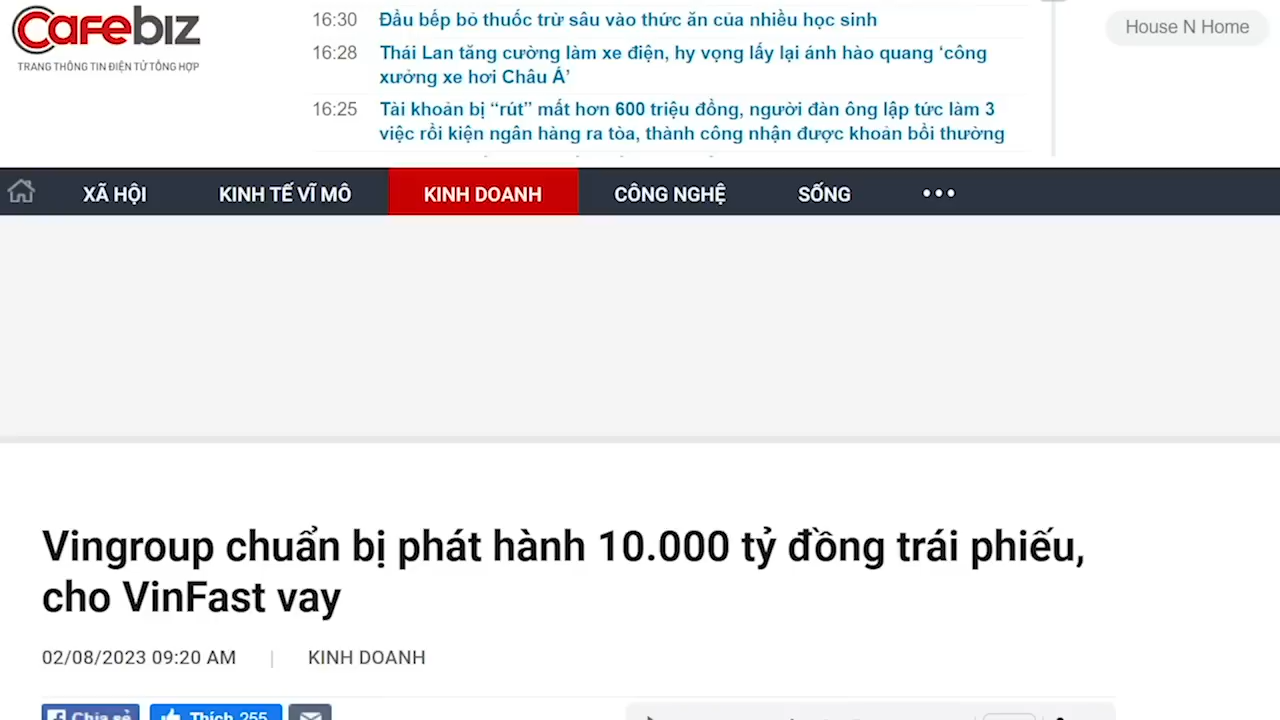 Cafebiz
TRANG THÔNG TIN ĐIỆN TỬ TỔNG HỢP
16:30 Đầu bếp bỏ thuốc trừ sâu vào thức ăn của nhiều học sinh
16:28 Thái Lan tăng cường làm xe điện, hy vọng lấy lại ánh hào quang ‘công
xưởng xe hơi Châu Á’
16:25 Tài khoản bị “rút” mất hơn 600 triệu đồng, người đàn ông lập tức làm 3
việc rồi kiện ngân hàng ra tòa, thành công nhận được khoản bồi thường
House N Home
XÃ HỘI KINH TẾ VĨ MÔ KINH DOANH CÔNG NGHỆ SỐNG •••
Vingroup chuẩn bị phát hành 10.000 tỷ đồng trái phiếu,
cho VinFast vay
02/08/2023 09:20 AM | KINH DOANH
Chia sẻ Thích 255